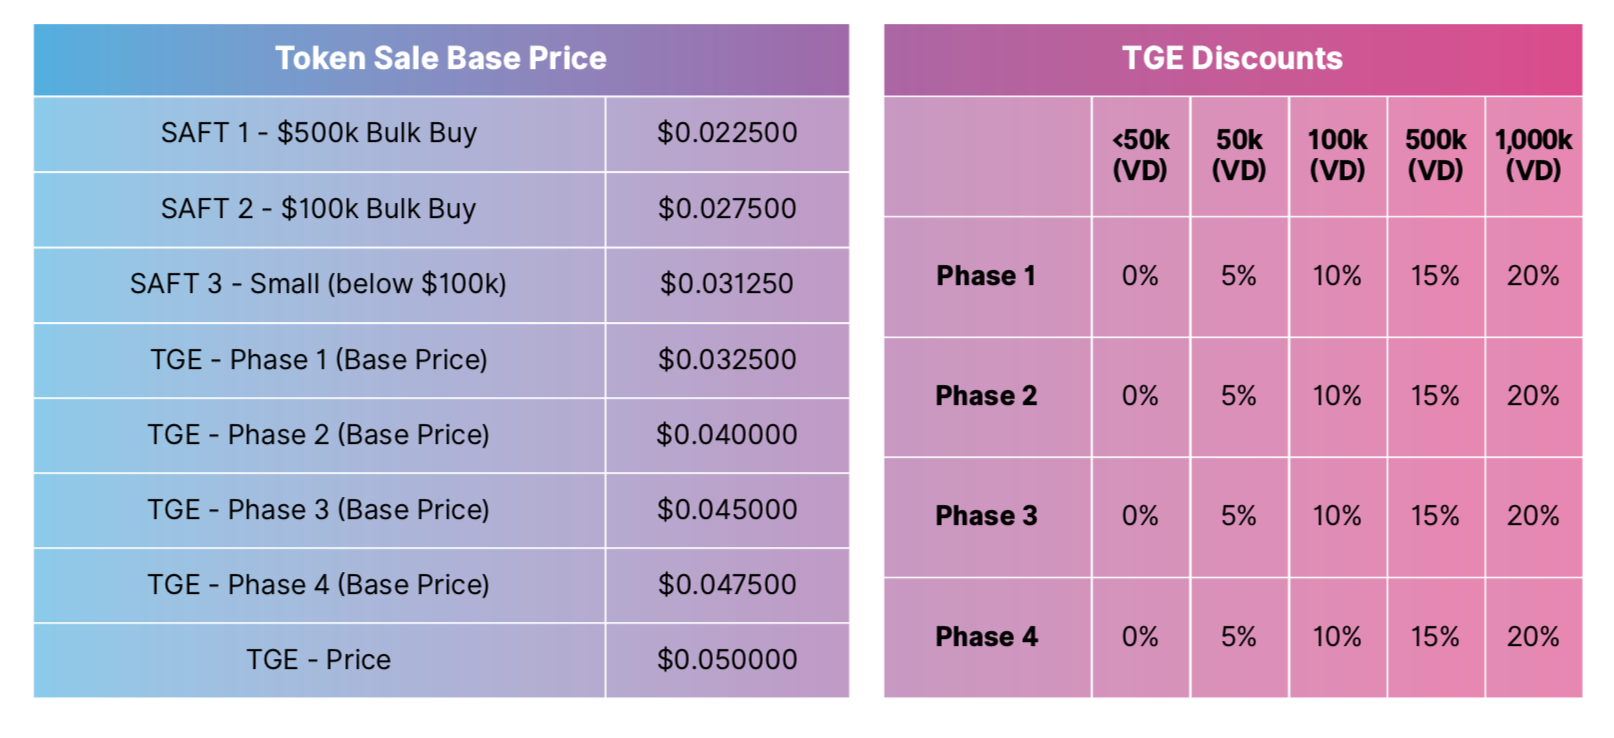 Token Sale Base Price
SAFT 1 - $500k Bulk Buy $0.022500
SAFT 2 - $100k Bulk Buy $0.027500
SAFT 3 - Small (below $100k) $0.031250
TGE - Phase 1 (Base Price) $0.032500
TGE - Phase 2 (Base Price) $0.040000
TGE - Phase 3 (Base Price) $0.045000
TGE - Phase 4 (Base Price) $0.047500
TGE - Price $0.050000
TGE Discounts
<50k 50k 100k 500k 1,000k
(VD) (VD) (VD) (VD) (VD)
Phase 1 0% 5% 10% 15% 20%
Phase 2 0% 5% 10% 15% 20%
Phase 3 0% 5% 10% 15% 20%
Phase 4 0% 5% 10% 15% 20%